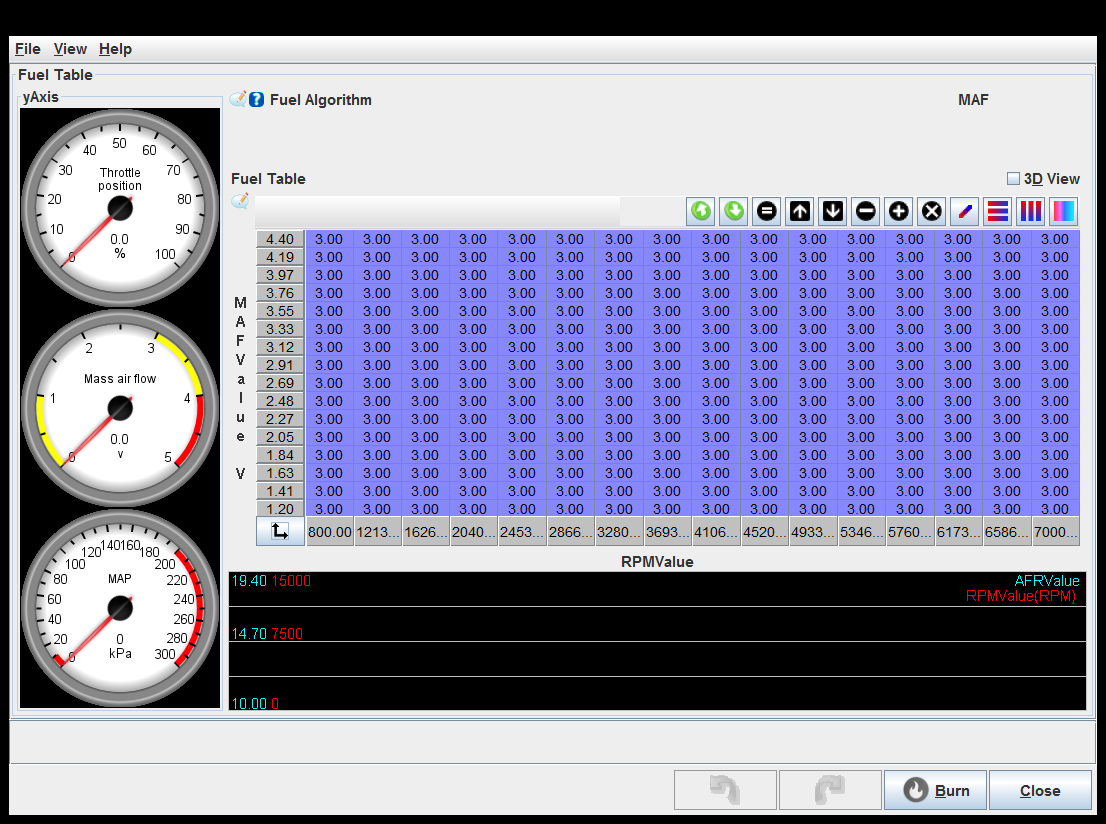 File View Help
Fuel Table
yAxis
Fuel Algorithm MAF
Fuel Table 3D View
0 10 20 30 40 50 60 70 80 90 100
Throttle
position
0.0
%
0 1 2 3 4 5
Mass air flow
0.0
v
0 20 40 60 80 100 120 140 160 180 200 220 240 260 280 300
MAP
0
kPa
MAFValue V
4.40 3.00 3.00 3.00 3.00 3.00 3.00 3.00 3.00 3.00 3.00 3.00 3.00 3.00 3.00 3.00 3.00
4.19 3.00 3.00 3.00 3.00 3.00 3.00 3.00 3.00 3.00 3.00 3.00 3.00 3.00 3.00 3.00 3.00
3.97 3.00 3.00 3.00 3.00 3.00 3.00 3.00 3.00 3.00 3.00 3.00 3.00 3.00 3.00 3.00 3.00
3.76 3.00 3.00 3.00 3.00 3.00 3.00 3.00 3.00 3.00 3.00 3.00 3.00 3.00 3.00 3.00 3.00
3.55 3.00 3.00 3.00 3.00 3.00 3.00 3.00 3.00 3.00 3.00 3.00 3.00 3.00 3.00 3.00 3.00
3.33 3.00 3.00 3.00 3.00 3.00 3.00 3.00 3.00 3.00 3.00 3.00 3.00 3.00 3.00 3.00 3.00
3.12 3.00 3.00 3.00 3.00 3.00 3.00 3.00 3.00 3.00 3.00 3.00 3.00 3.00 3.00 3.00 3.00
2.91 3.00 3.00 3.00 3.00 3.00 3.00 3.00 3.00 3.00 3.00 3.00 3.00 3.00 3.00 3.00 3.00
2.69 3.00 3.00 3.00 3.00 3.00 3.00 3.00 3.00 3.00 3.00 3.00 3.00 3.00 3.00 3.00 3.00
2.48 3.00 3.00 3.00 3.00 3.00 3.00 3.00 3.00 3.00 3.00 3.00 3.00 3.00 3.00 3.00 3.00
2.27 3.00 3.00 3.00 3.00 3.00 3.00 3.00 3.00 3.00 3.00 3.00 3.00 3.00 3.00 3.00 3.00
2.05 3.00 3.00 3.00 3.00 3.00 3.00 3.00 3.00 3.00 3.00 3.00 3.00 3.00 3.00 3.00 3.00
1.84 3.00 3.00 3.00 3.00 3.00 3.00 3.00 3.00 3.00 3.00 3.00 3.00 3.00 3.00 3.00 3.00
1.63 3.00 3.00 3.00 3.00 3.00 3.00 3.00 3.00 3.00 3.00 3.00 3.00 3.00 3.00 3.00 3.00
1.41 3.00 3.00 3.00 3.00 3.00 3.00 3.00 3.00 3.00 3.00 3.00 3.00 3.00 3.00 3.00 3.00
1.20 3.00 3.00 3.00 3.00 3.00 3.00 3.00 3.00 3.00 3.00 3.00 3.00 3.00 3.00 3.00 3.00
800.00 1213... 1626... 2040... 2453... 2866... 3280... 3693... 4106... 4520... 4933... 5346... 5760... 6173... 6586... 7000...
RPMValue
19.40 15000 AFRValue
RPMValue(RPM)
14.70 7500
10.00 0
Burn Close